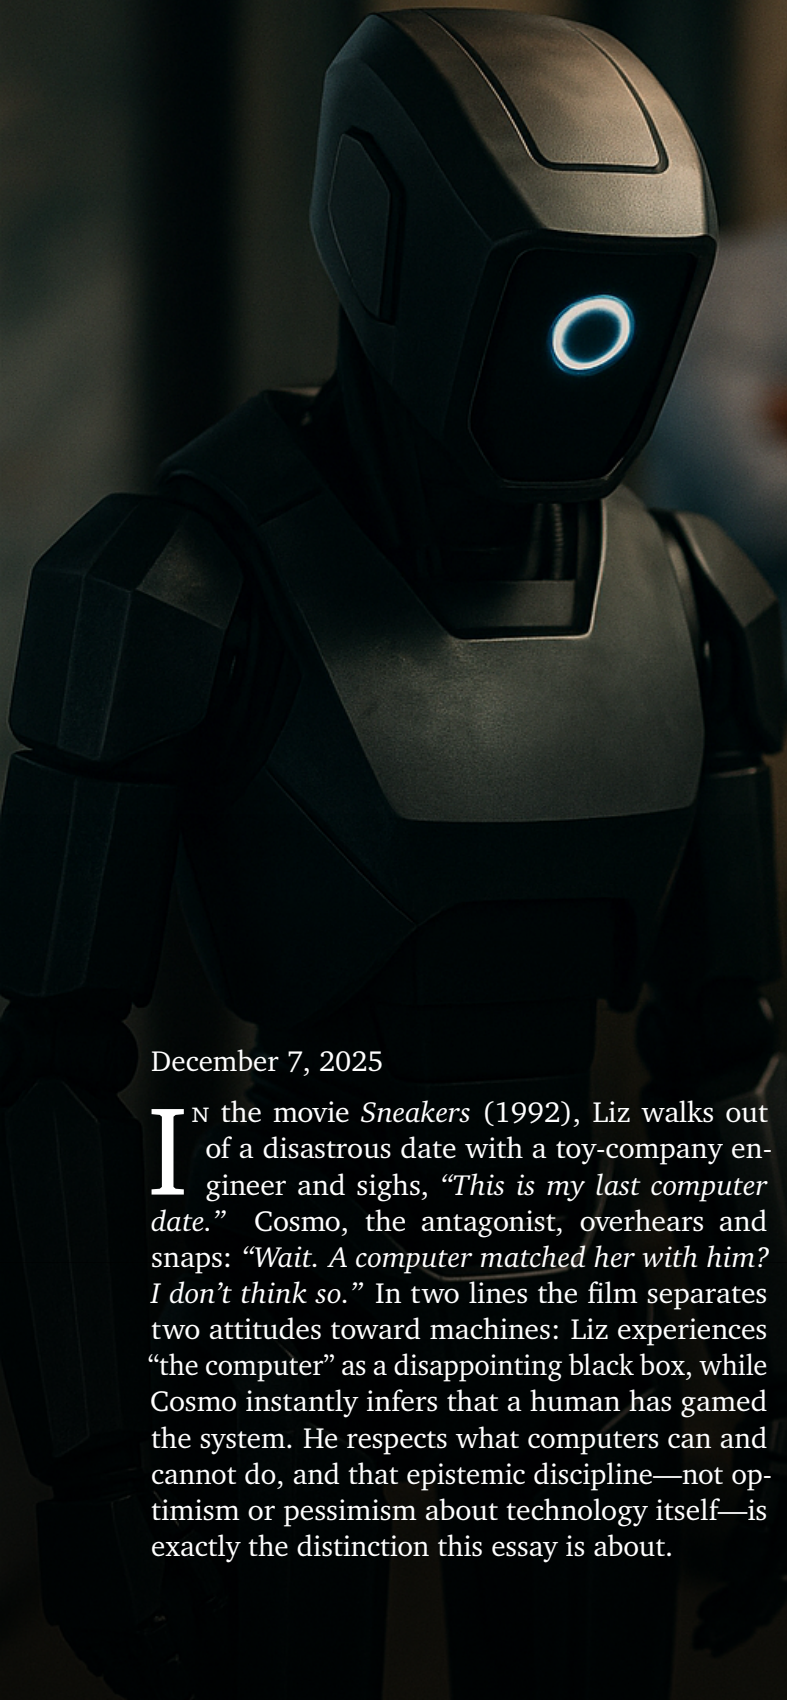 December 7, 2025
IN the movie Sneakers (1992), Liz walks out
of a disastrous date with a toy-company en-
gineer and sighs, “This is my last computer
date.” Cosmo, the antagonist, overhears and
snaps: “Wait. A computer matched her with him?
I don’t think so.” In two lines the film separates
two attitudes toward machines: Liz experiences
“the computer” as a disappointing black box, while
Cosmo instantly infers that a human has gamed
the system. He respects what computers can and
cannot do, and that epistemic discipline—not op-
timism or pessimism about technology itself—is
exactly the distinction this essay is about.